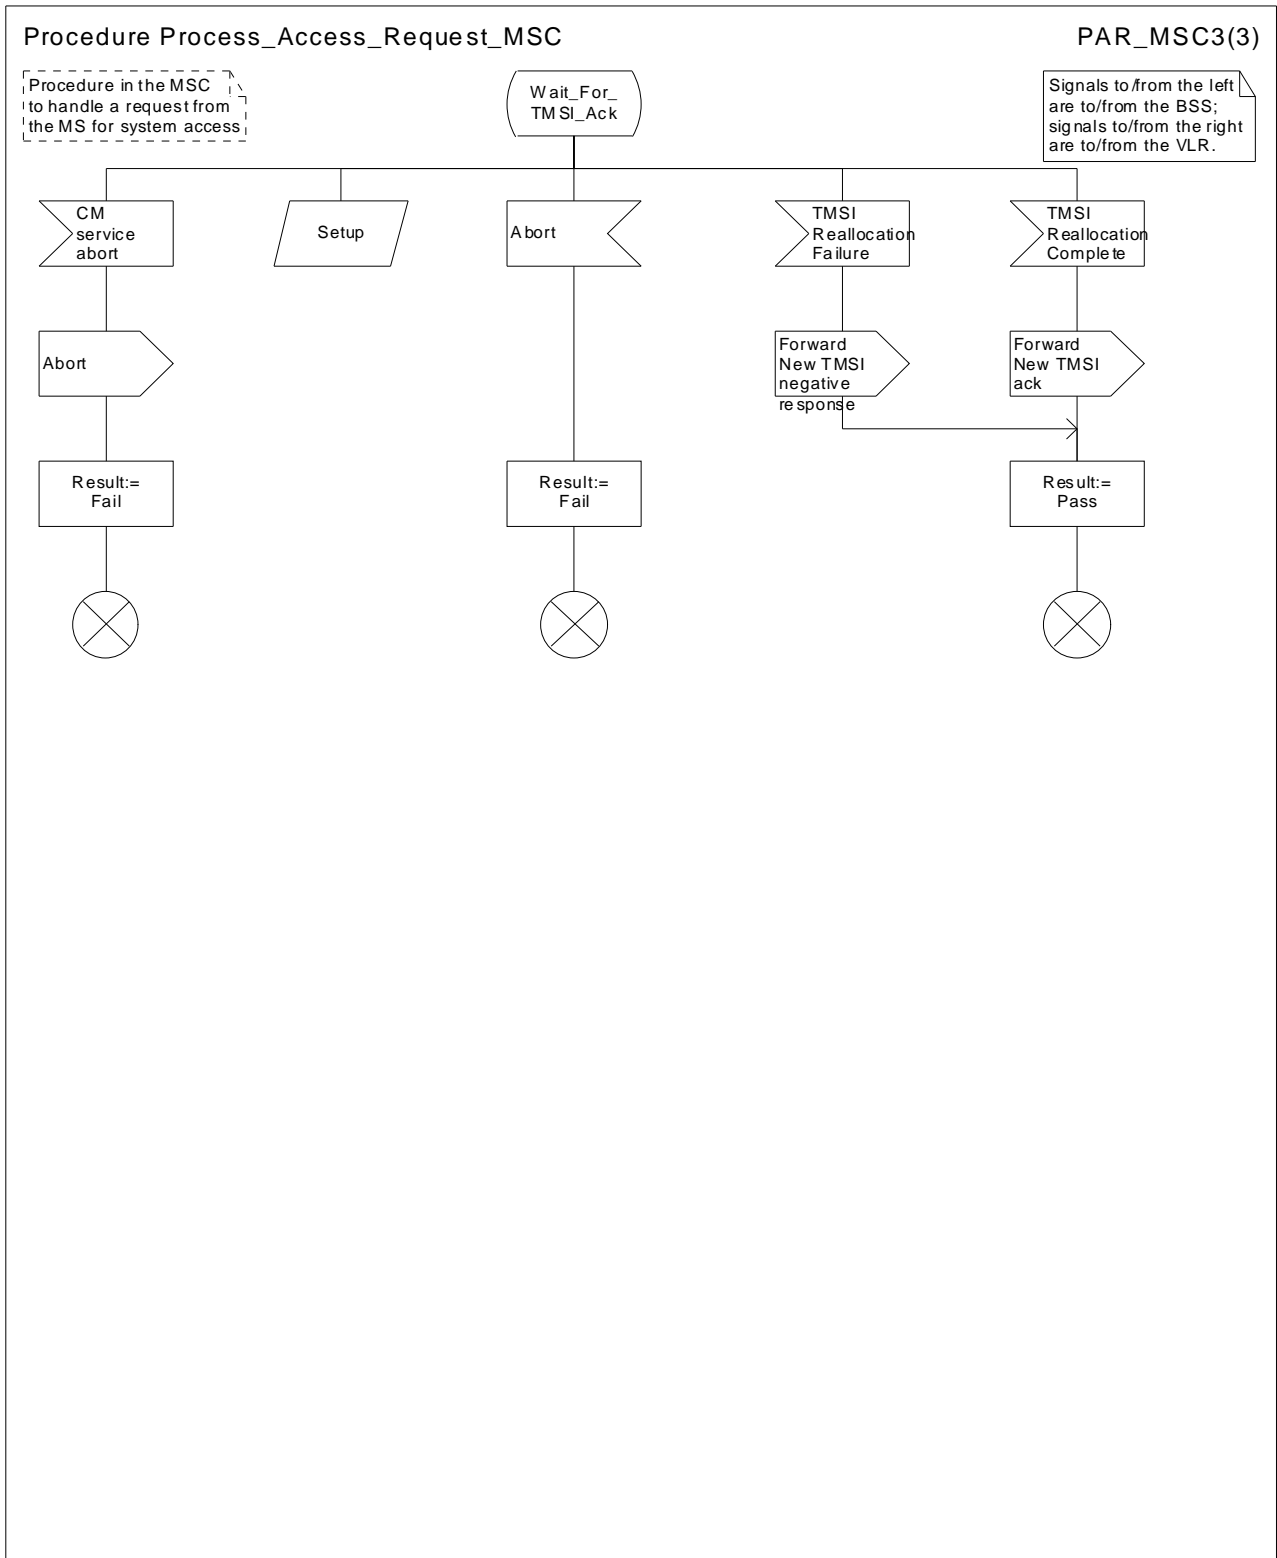 Procedure Process_Access_Request_MSC
PAR_MSC3(3)
Procedure in the MSC
to handle a request from
the MS for system access
Wait_For_
TMSI_Ack
Signals to/from the left
are to/from the BSS;
signals to/from the right
are to/from the VLR.
CM
service
abort
Setup
Abort
TMSI
Reallocation
Failure
TMSI
Reallocation
Complete
Abort
Forward
New TMSI
negative
response
Forward
New TMSI
ack
Result:=
Fail
Result:=
Fail
Result:=
Pass